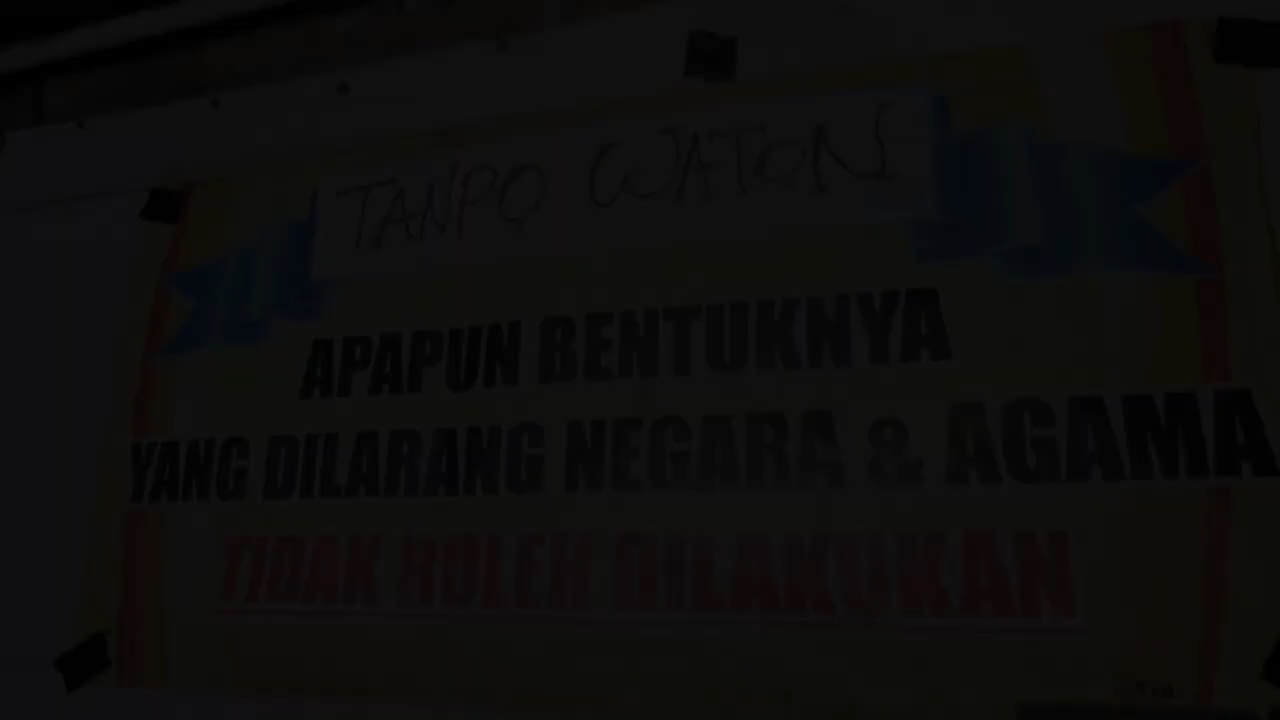 TANPO WATON
APAPUN BENTUKNYA
YANG DILARANG NEGARA & AGAMA
TIDAK BOLEH DILAKUKAN